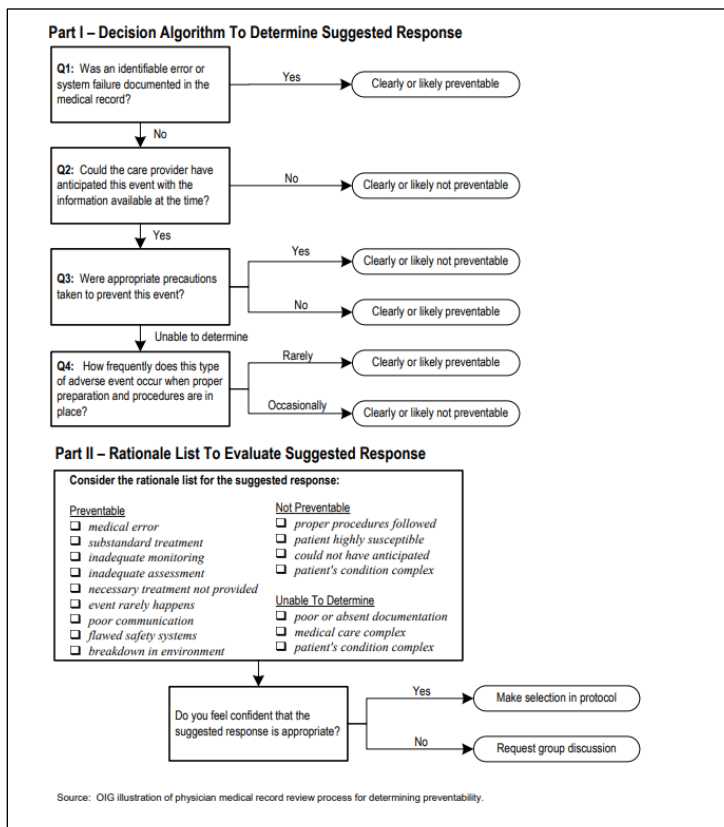 Part I – Decision Algorithm To Determine Suggested Response
Q1: Was an identifiable error or
system failure documented in the
medical record?
Yes
Clearly or likely preventable
No
Q2: Could the care provider have
anticipated this event with the
information available at the time?
No
Clearly or likely not preventable
Yes
Q3: Were appropriate precautions
taken to prevent this event?
Yes
Clearly or likely not preventable
No
Clearly or likely preventable
Unable to determine
Q4: How frequently does this type
of adverse event occur when proper
preparation and procedures are in
place?
Rarely
Clearly or likely preventable
Occasionally
Clearly or likely not preventable
Part II – Rationale List To Evaluate Suggested Response
Consider the rationale list for the suggested response:
Preventable
❑ medical error
❑ substandard treatment
❑ inadequate monitoring
❑ inadequate assessment
❑ necessary treatment not provided
❑ event rarely happens
❑ poor communication
❑ flawed safety systems
❑ breakdown in environment
Not Preventable
❑ proper procedures followed
❑ patient highly susceptible
❑ could not have anticipated
❑ patient's condition complex
Unable To Determine
❑ poor or absent documentation
❑ medical care complex
❑ patient's condition complex
Do you feel confident that the
suggested response is appropriate?
Yes
Make selection in protocol
No
Request group discussion
Source: OIG illustration of physician medical record review process for determining preventability.